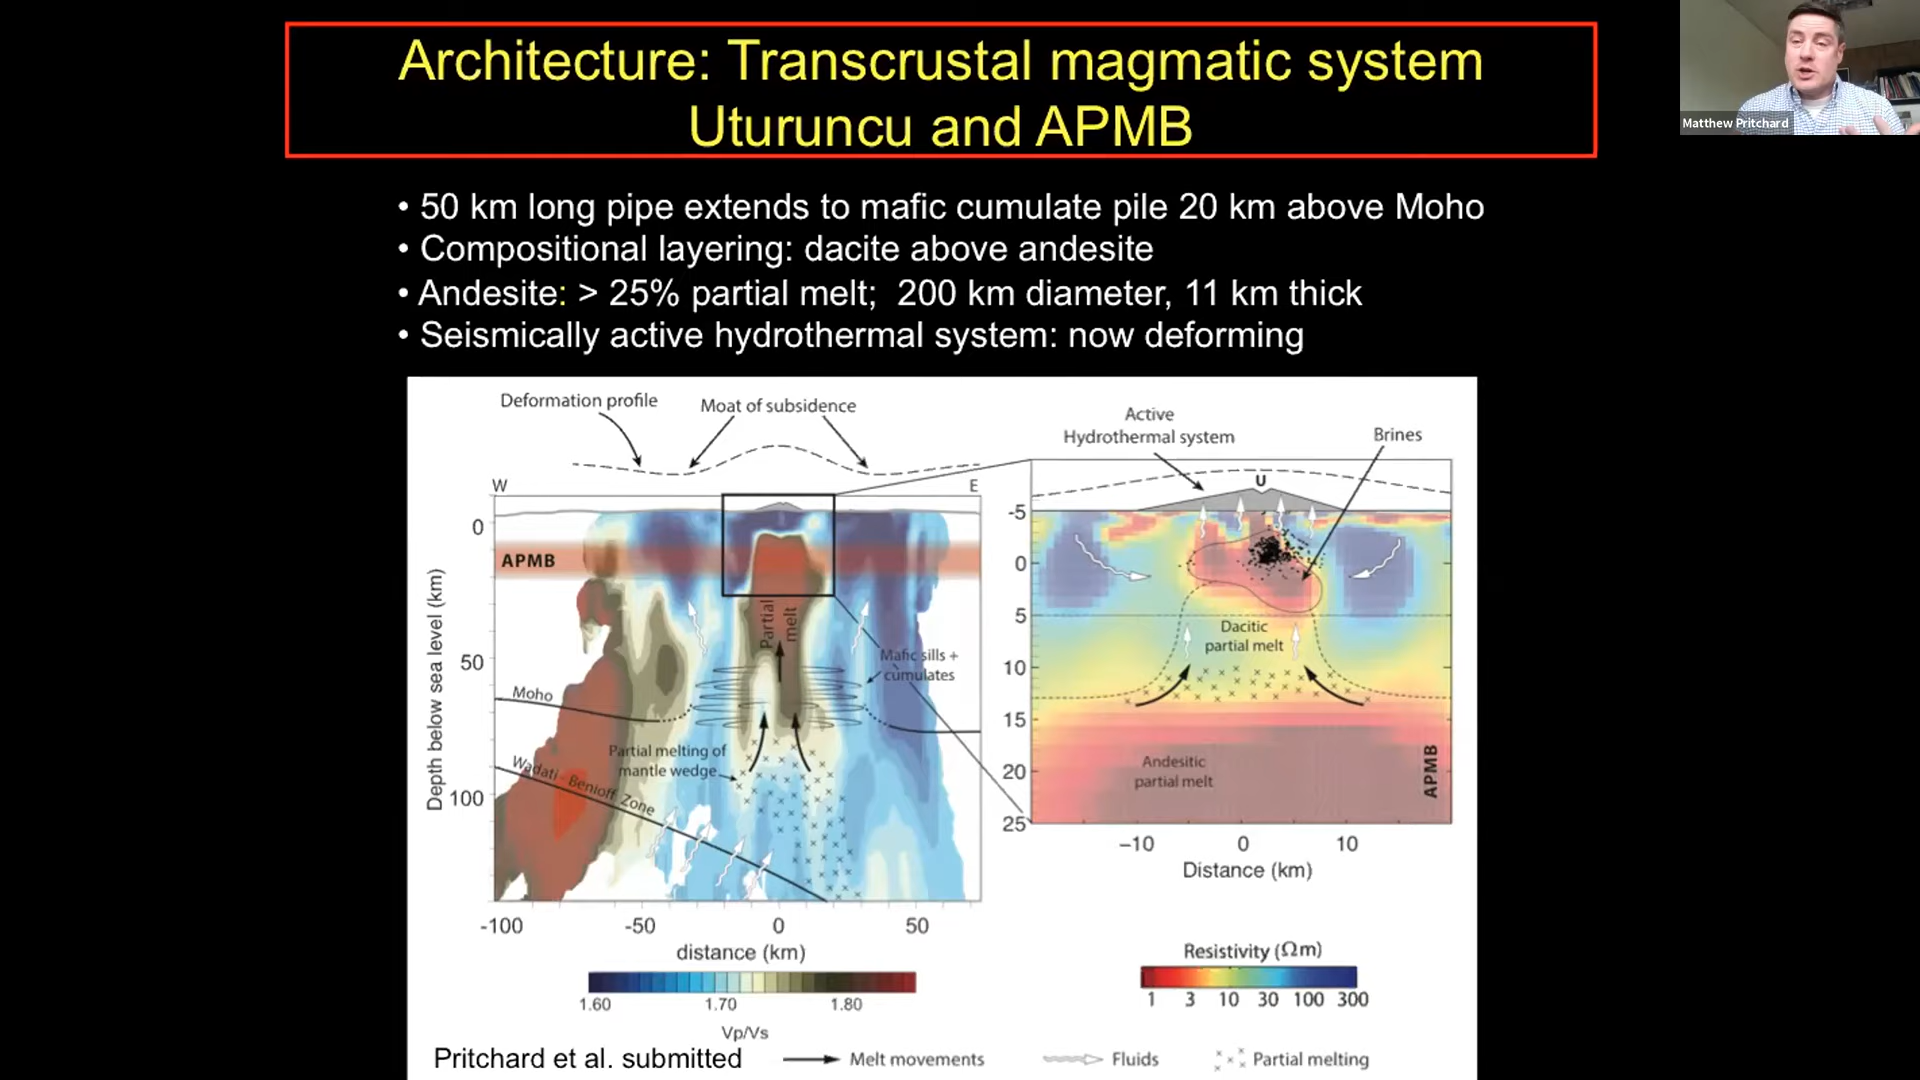 Architecture: Transcrustal magmatic system
Uturuncu and APMB
Matthew Pritchard
• 50 km long pipe extends to mafic cumulate pile 20 km above Moho
• Compositional layering: dacite above andesite
• Andesite: > 25% partial melt; 200 km diameter, 11 km thick
• Seismically active hydrothermal system: now deforming
Deformation profile
Moat of subsidence
W
E
0
50
100
Depth below sea level (km)
APMB
Partial
melt
Mafic sills +
cumulates
Moho
Partial melting of
mantle wedge
Wadati - Benioff Zone
-100
-50
0
50
distance (km)
1.60
1.70
1.80
Vp/Vs
Active
Hydrothermal system
Brines
U
-5
0
5
10
15
20
25
Dacitic
partial melt
Andesitic
partial melt
APMB
–10
0
10
Distance (km)
Resistivity (Ωm)
1 3 10 30 100 300
Pritchard et al. submitted
Melt movements
Fluids
Partial melting